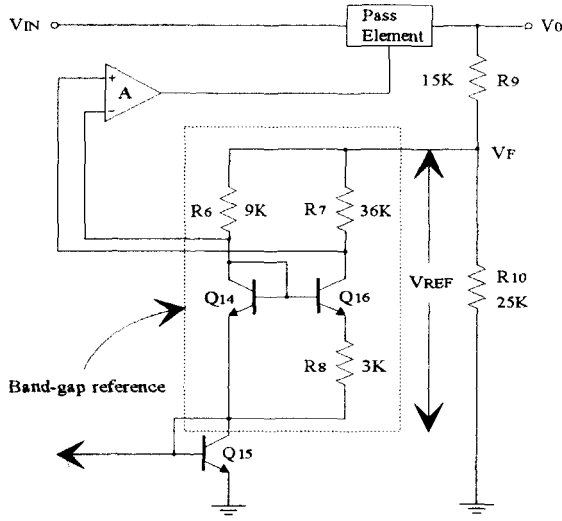 VIN
Pass
Element
V0
+
A
−
15K
R9
VF
R6
9K
R7
36K
VREF
R10
25K
Q14
Q16
R8
3K
Band-gap reference
Q15